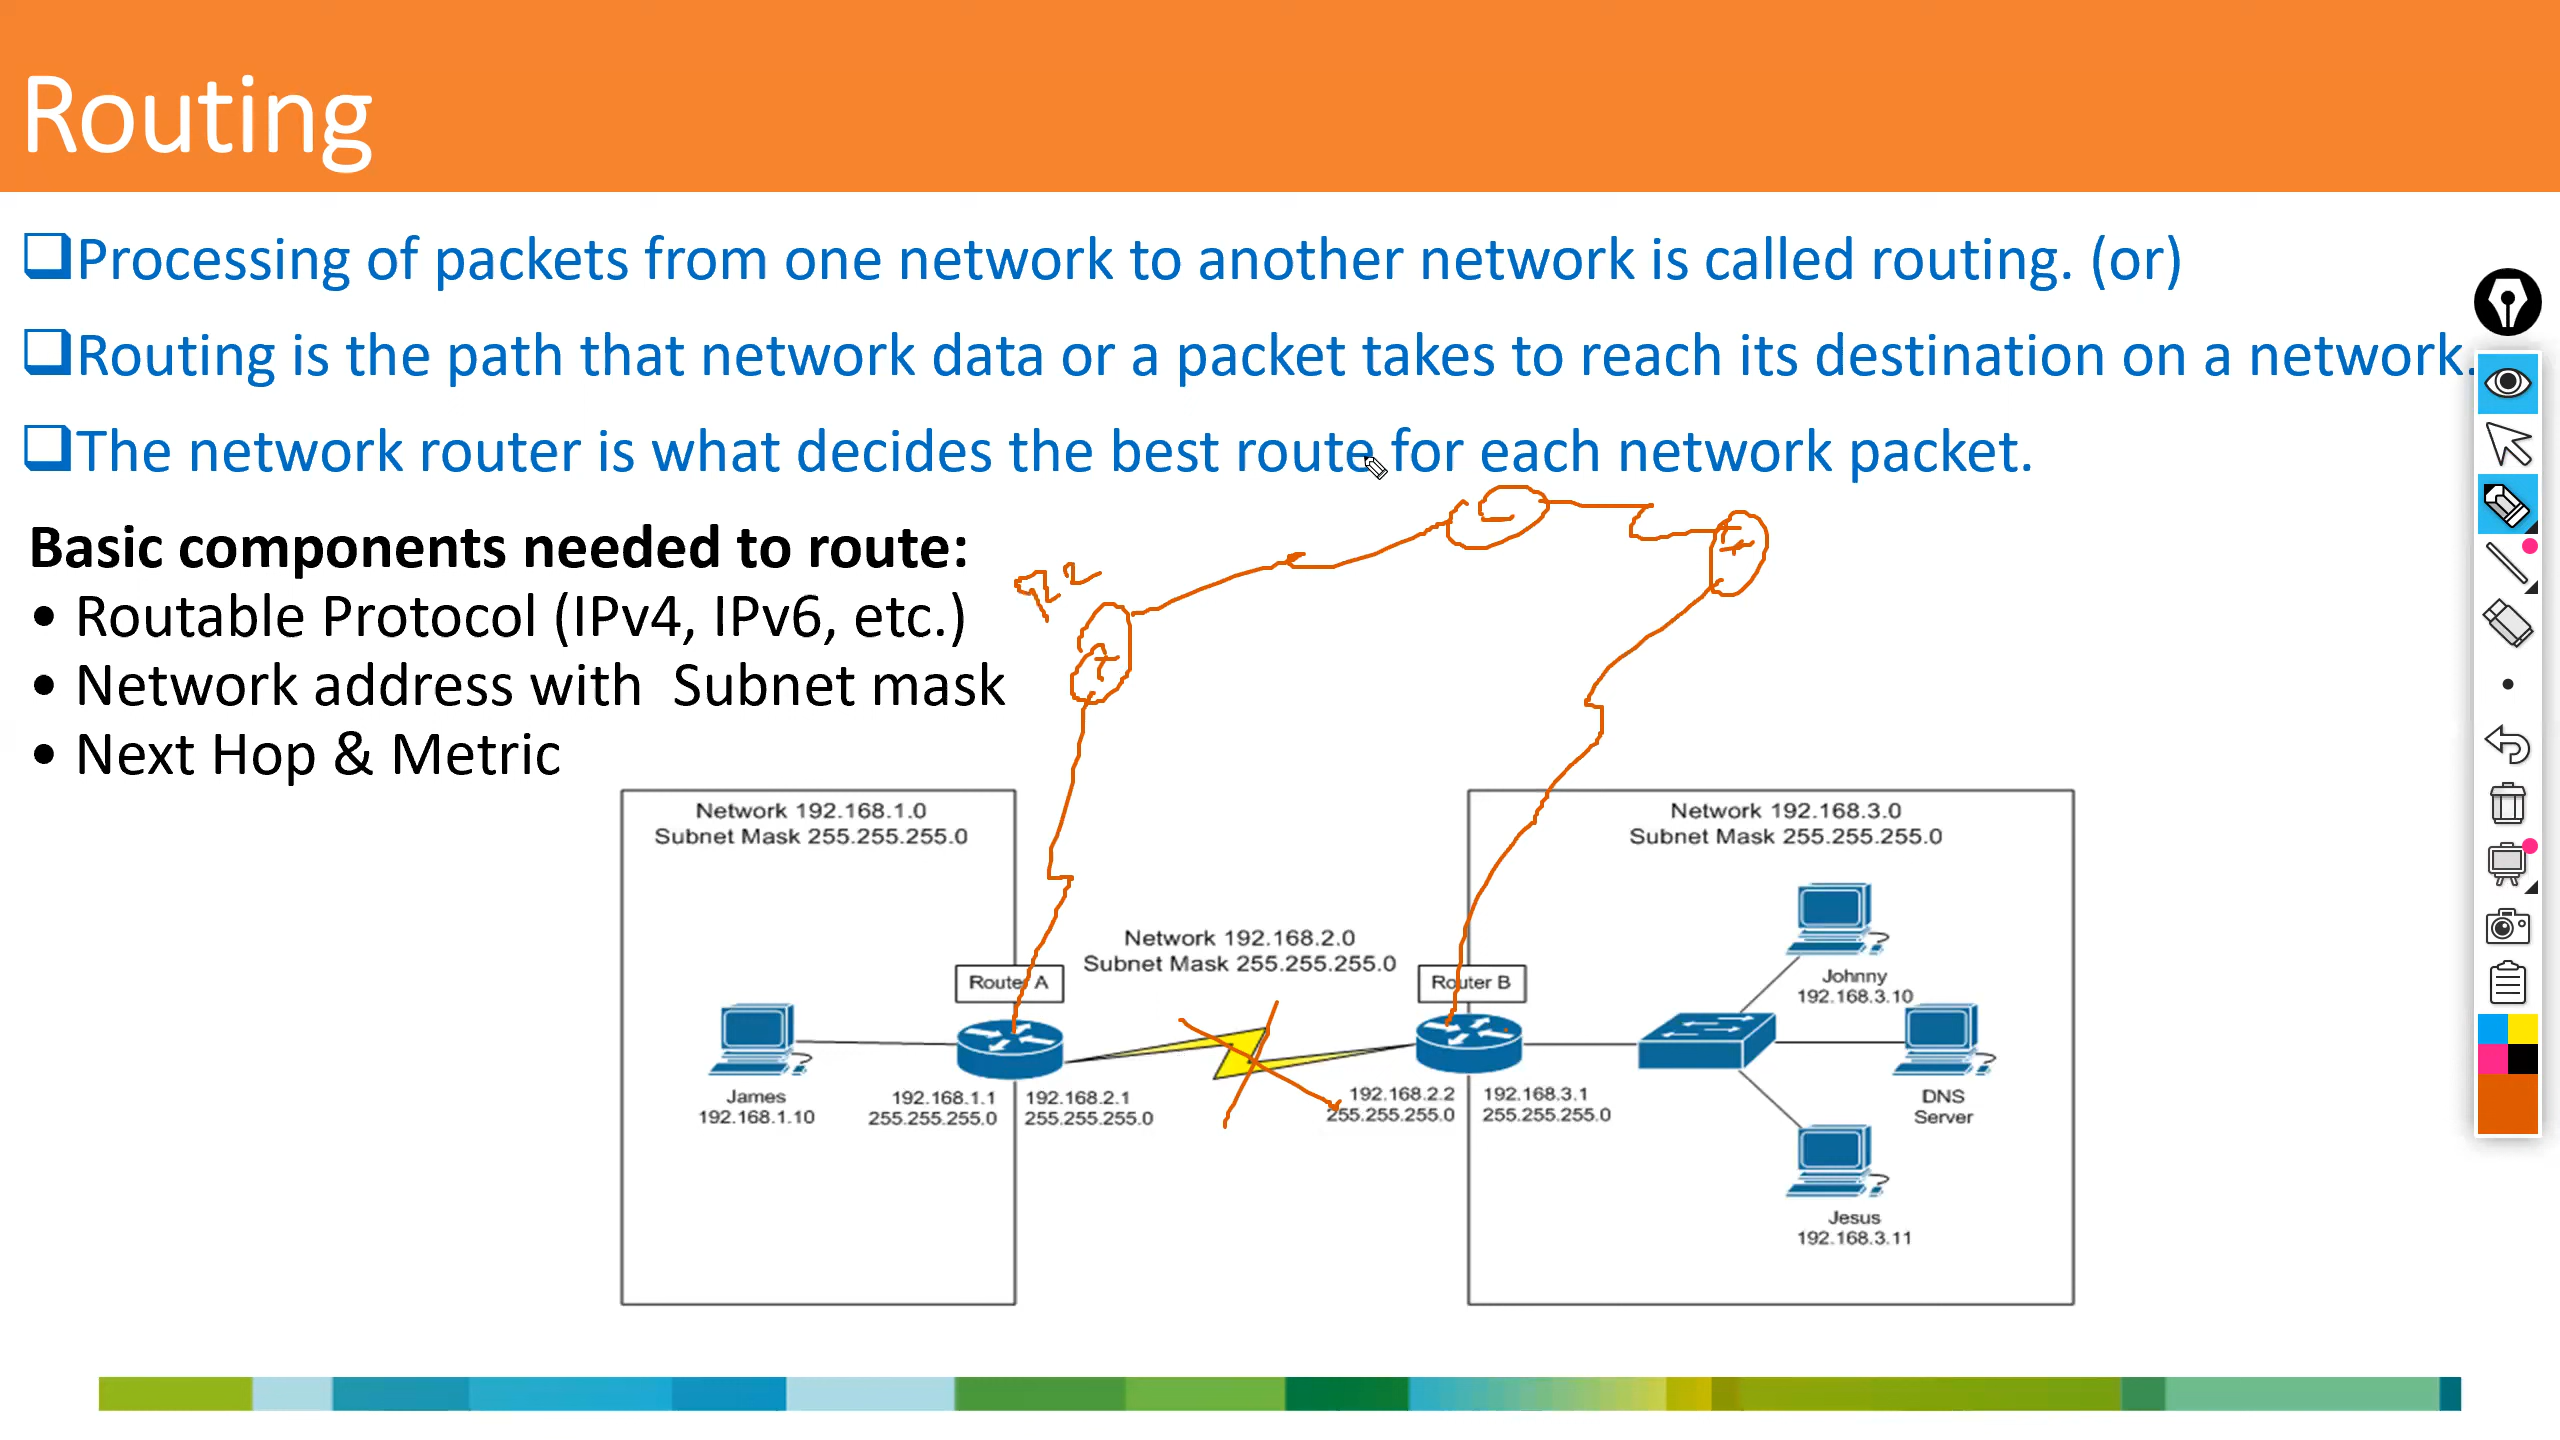 Routing
Processing of packets from one network to another network is called routing. (or)
Routing is the path that network data or a packet takes to reach its destination on a network.
The network router is what decides the best route for each network packet.
Basic components needed to route:
• Routable Protocol (IPv4, IPv6, etc.)
• Network address with Subnet mask
• Next Hop & Metric
Network 192.168.1.0
Subnet Mask 255.255.255.0
Network 192.168.3.0
Subnet Mask 255.255.255.0
Network 192.168.2.0
Subnet Mask 255.255.255.0
Router A
Router B
Johnny
192.168.3.10
James
192.168.1.10
192.168.1.1
255.255.255.0
192.168.2.1
255.255.255.0
192.168.2.2
255.255.255.0
192.168.3.1
255.255.255.0
DNS
Server
Jesus
192.168.3.11